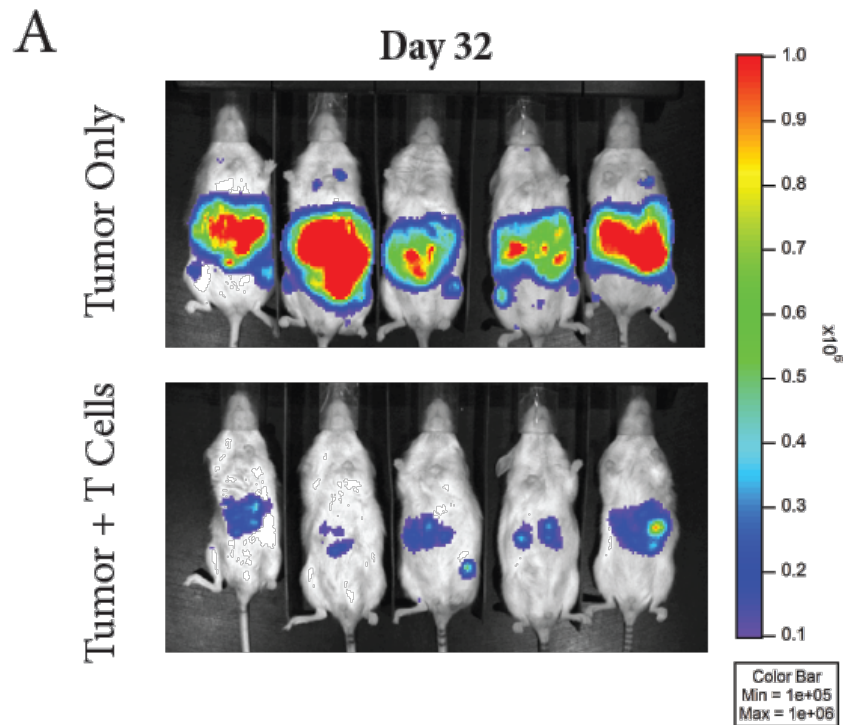 A
Day 32
Tumor Only
Tumor + T Cells
1.0
0.9
0.8
0.7
0.6
0.5
0.4
0.3
0.2
0.1
x10⁶
Color Bar
Min = 1e+05
Max = 1e+06